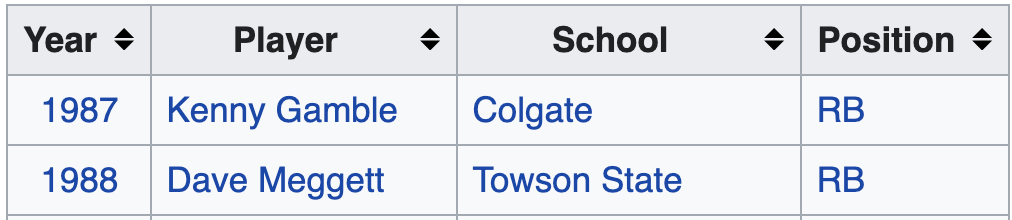 Year Player School Position
1987 Kenny Gamble Colgate RB
1988 Dave Meggett Towson State RB